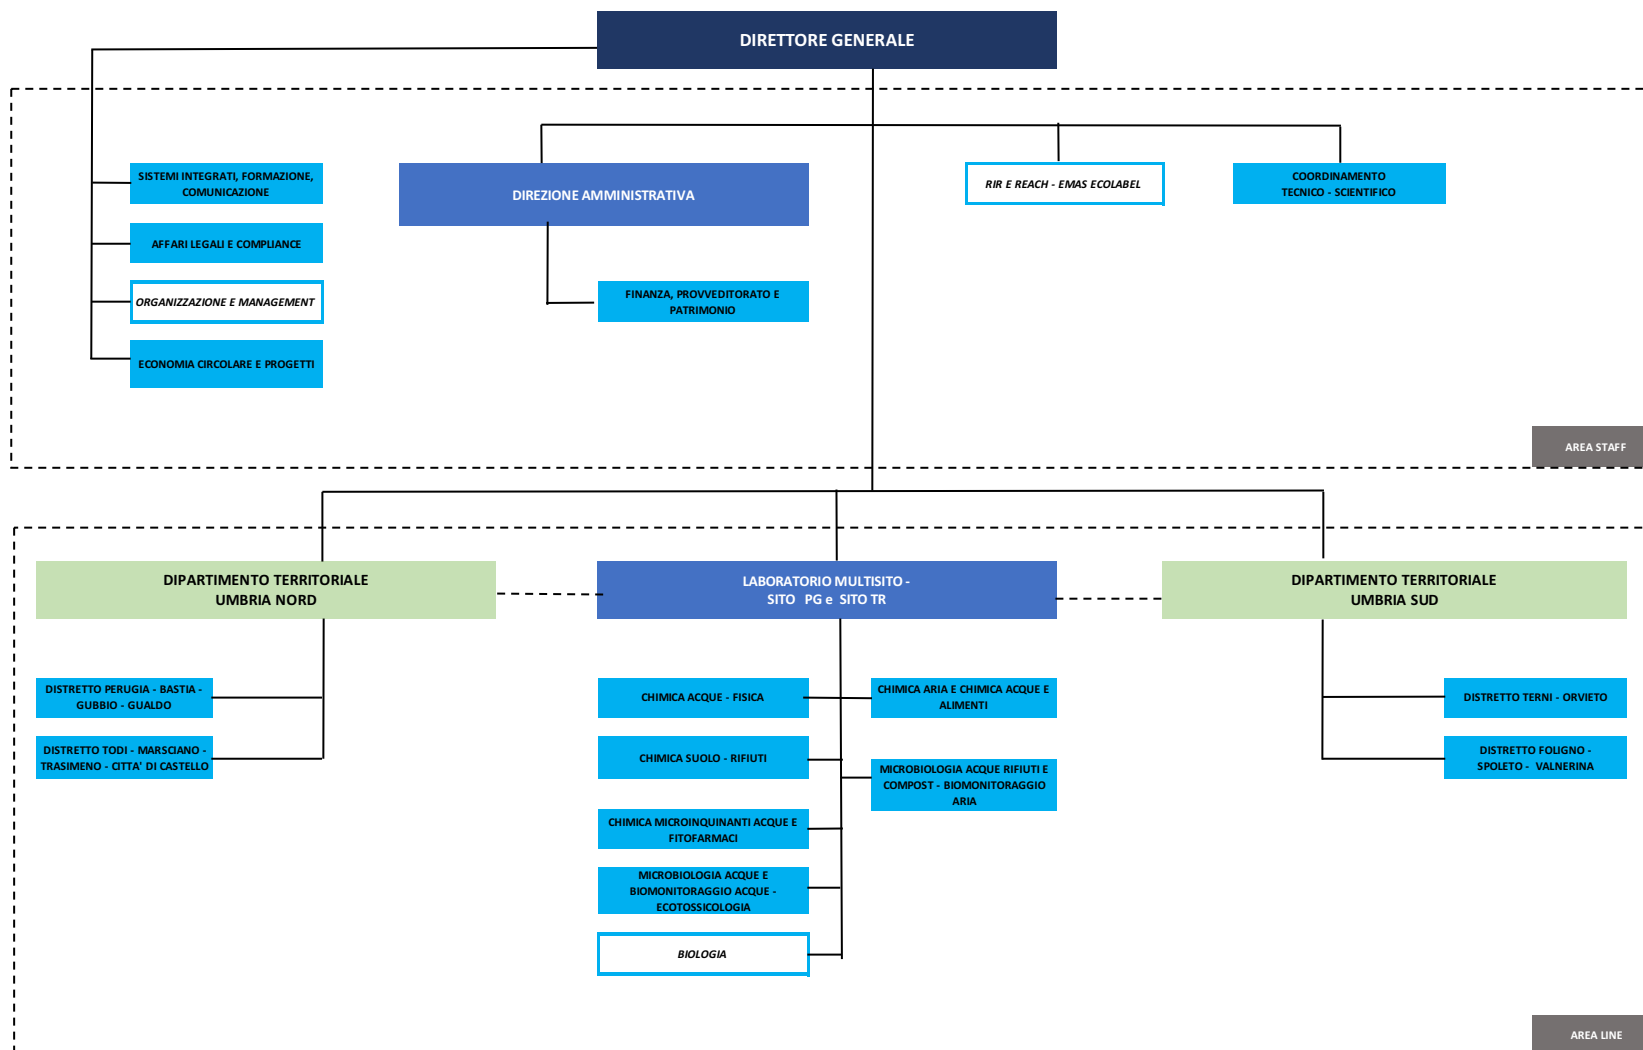 DIRETTORE GENERALE
SISTEMI INTEGRATI, FORMAZIONE,
COMUNICAZIONE
AFFARI LEGALI E COMPLIANCE
ORGANIZZAZIONE E MANAGEMENT
ECONOMIA CIRCOLARE E PROGETTI
DIREZIONE AMMINISTRATIVA
FINANZA, PROVVEDITORATO E
PATRIMONIO
RIR E REACH - EMAS ECOLABEL
COORDINAMENTO
TECNICO - SCIENTIFICO
AREA STAFF
DIPARTIMENTO TERRITORIALE
UMBRIA NORD
LABORATORIO MULTISITO -
SITO PG e SITO TR
DIPARTIMENTO TERRITORIALE
UMBRIA SUD
DISTRETTO PERUGIA - BASTIA -
GUBBIO - GUALDO
DISTRETTO TODI - MARSCIANO -
TRASIMENO - CITTA' DI CASTELLO
CHIMICA ACQUE - FISICA
CHIMICA SUOLO - RIFIUTI
CHIMICA MICROINQUINANTI ACQUE E
FITOFARMACI
MICROBIOLOGIA ACQUE E
BIOMONITORAGGIO ACQUE -
ECOTOSSICOLOGIA
BIOLOGIA
CHIMICA ARIA E CHIMICA ACQUE E
ALIMENTI
MICROBIOLOGIA ACQUE RIFIUTI E
COMPOST - BIOMONITORAGGIO
ARIA
DISTRETTO TERNI - ORVIETO
DISTRETTO FOLIGNO -
SPOLETO - VALNERINA
AREA LINE